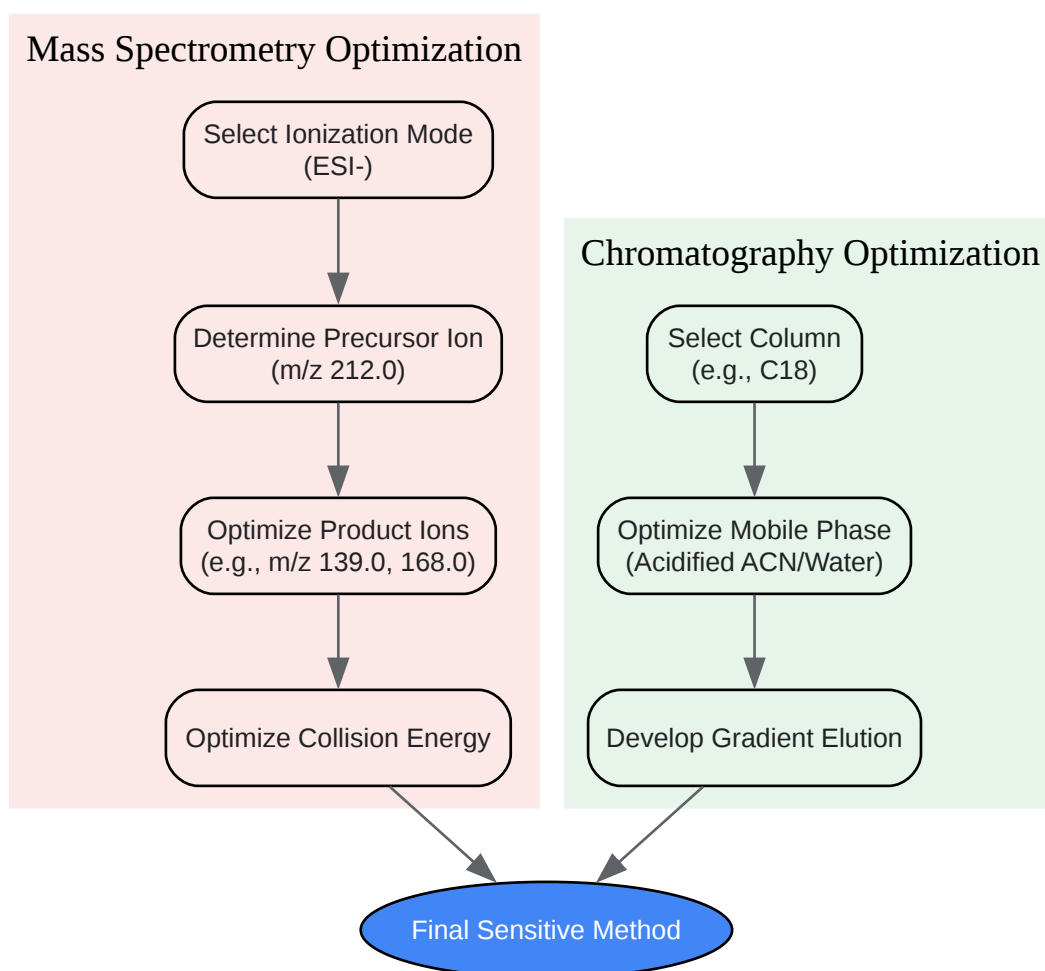 Mass Spectrometry Optimization
Select Ionization Mode
(ESI-)
Determine Precursor Ion
(m/z 212.0)
Optimize Product Ions
(e.g., m/z 139.0, 168.0)
Optimize Collision Energy
Chromatography Optimization
Select Column
(e.g., C18)
Optimize Mobile Phase
(Acidified ACN/Water)
Develop Gradient Elution
Final Sensitive Method